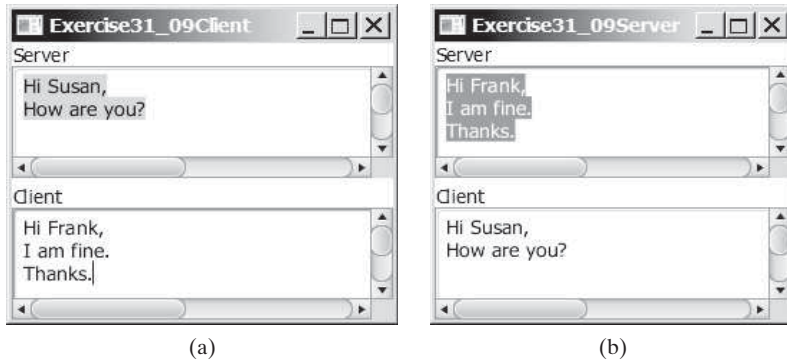 Exercise31_09Client
Server
Hi Susan,
How are you?
Client
Hi Frank,
I am fine.
Thanks.
(a)
Exercise31_09Server
Server
Hi Frank,
I am fine.
Thanks.
Client
Hi Susan,
How are you?
(b)